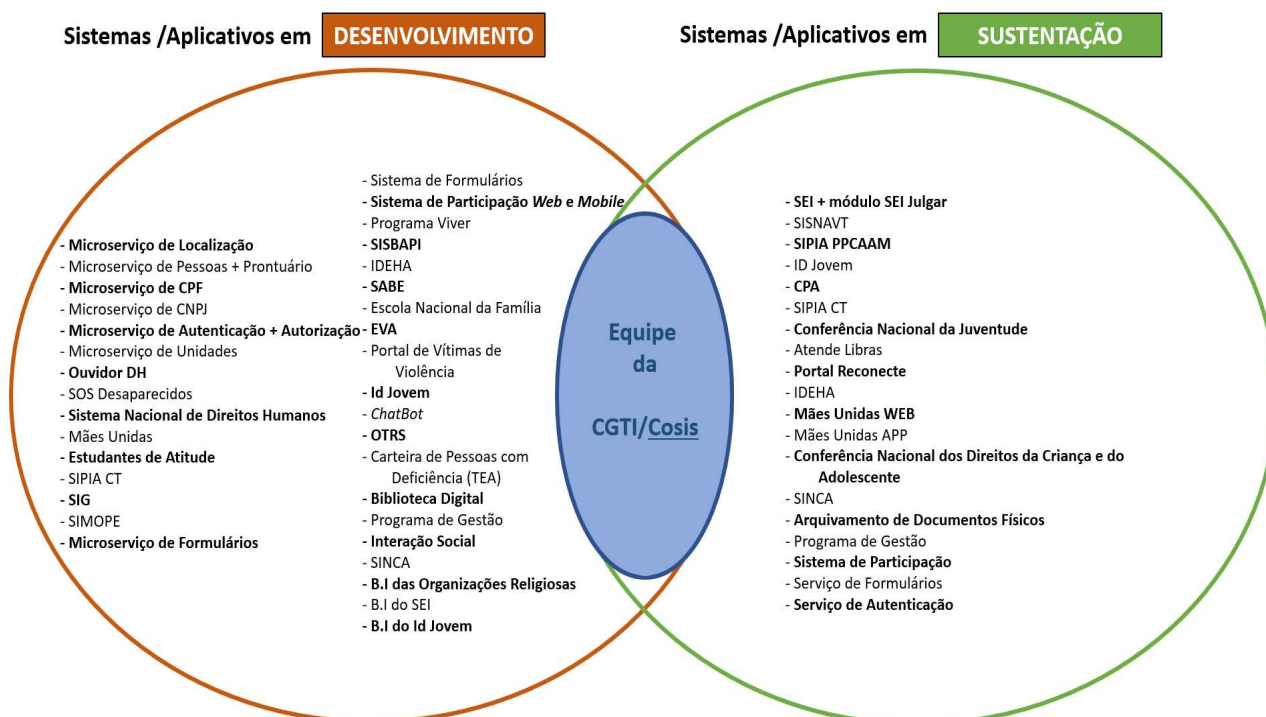 Sistemas /Aplicativos em DESENVOLVIMENTO
Sistemas /Aplicativos em SUSTENTAÇÃO
- Microserviço de Localização
- Microserviço de Pessoas + Prontuário
- Microserviço de CPF
- Microserviço de CNPJ
- Microserviço de Autenticação + Autorização
- Microserviço de Unidades
- Ouvidor DH
- SOS Desaparecidos
- Sistema Nacional de Direitos Humanos
- Mães Unidas
- Estudantes de Atitude
- SIPIA CT
- SIG
- SIMOPE
- Microserviço de Formulários
- Sistema de Formulários
- Sistema de Participação Web e Mobile
- Programa Viver
- SISBAPI
- IDEHA
- SABE
- Escola Nacional da Família
- EVA
- Portal de Vítimas de
Violência
- Id Jovem
- ChatBot
- OTRS
- Carteira de Pessoas com
Deficiência (TEA)
- Biblioteca Digital
- Programa de Gestão
- Interação Social
- SINCA
- B.I das Organizações Religiosas
- B.I do SEI
- B.I do Id Jovem
Equipe
da
CGTI/Cosis
- SEI + módulo SEI Julgar
- SISNAVT
- SIPIA PPCAAM
- ID Jovem
- CPA
- SIPIA CT
- Conferência Nacional da Juventude
- Atende Libras
- Portal Reconecte
- IDEHA
- Mães Unidas WEB
- Mães Unidas APP
- Conferência Nacional dos Direitos da Criança e do
Adolescente
- SINCA
- Arquivamento de Documentos Físicos
- Programa de Gestão
- Sistema de Participação
- Serviço de Formulários
- Serviço de Autenticação